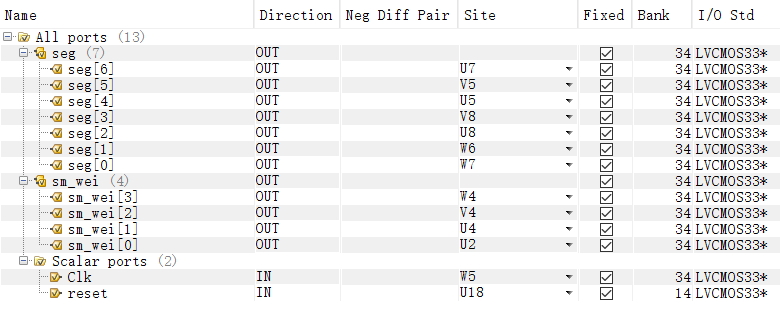 Name Direction Neg Diff Pair Site Fixed Bank I/O Std
All ports (13)
seg (7) OUT 34 LVCMOS33*
seg[6] OUT U7 34 LVCMOS33*
seg[5] OUT V5 34 LVCMOS33*
seg[4] OUT U5 34 LVCMOS33*
seg[3] OUT V8 34 LVCMOS33*
seg[2] OUT U8 34 LVCMOS33*
seg[1] OUT W6 34 LVCMOS33*
seg[0] OUT W7 34 LVCMOS33*
sm_wei (4) OUT 34 LVCMOS33*
sm_wei[3] OUT W4 34 LVCMOS33*
sm_wei[2] OUT V4 34 LVCMOS33*
sm_wei[1] OUT U4 34 LVCMOS33*
sm_wei[0] OUT U2 34 LVCMOS33*
Scalar ports (2)
Clk IN W5 34 LVCMOS33*
reset IN U18 14 LVCMOS33*